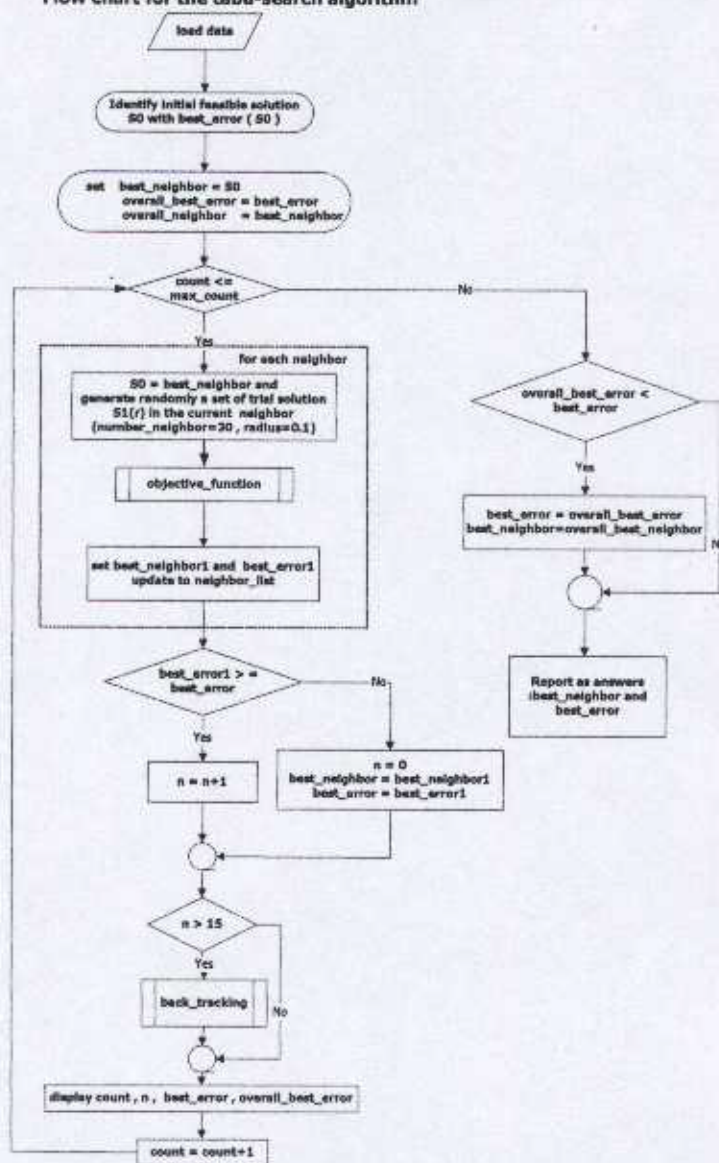 Flow chart for the tabu-search algorithm
load data
Identify initial feasible solution
S0 with best_error ( S0 )
set best_neighbor = S0
overall_best_error = best_error
overall_neighbor = best_neighbor
count <=
max_count
No
Yes
for each neighbor
S0 = best_neighbor and
generate randomly a set of trial solution
S1(r) in the current neighbor
(number_neighbor=30 , radius=0.1)
objective_function
set best_neighbor1 and best_error1
update to neighbor_list
best_error1 > =
best_error
No
Yes
n = n+1
n = 0
best_neighbor = best_neighbor1
best_error = best_error1
n > 15
Yes
No
back_tracking
display count , n , best_error , overall_best_error
count = count+1
overall_best_error <
best_error
Yes
best_error = overall_best_error
best_neighbor=overall_best_neighbor
Report as answers
:best_neighbor and
best_error